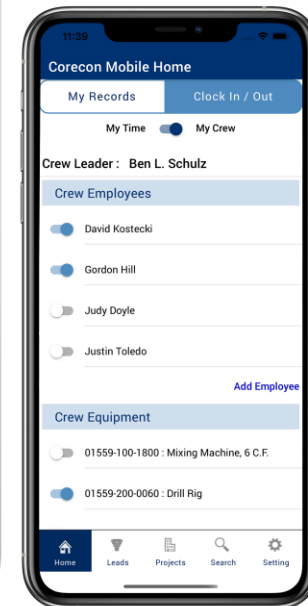 11:39
Corecon Mobile Home
My Records Clock In / Out
My Time My Crew
Crew Leader : Ben L. Schulz
Crew Employees
David Kostecki
Gordon Hill
Judy Doyle
Justin Toledo
Add Employee
Crew Equipment
01559-100-1800 : Mixing Machine, 6 C.F.
01559-200-0060 : Drill Rig
Home Leads Projects Search Setting